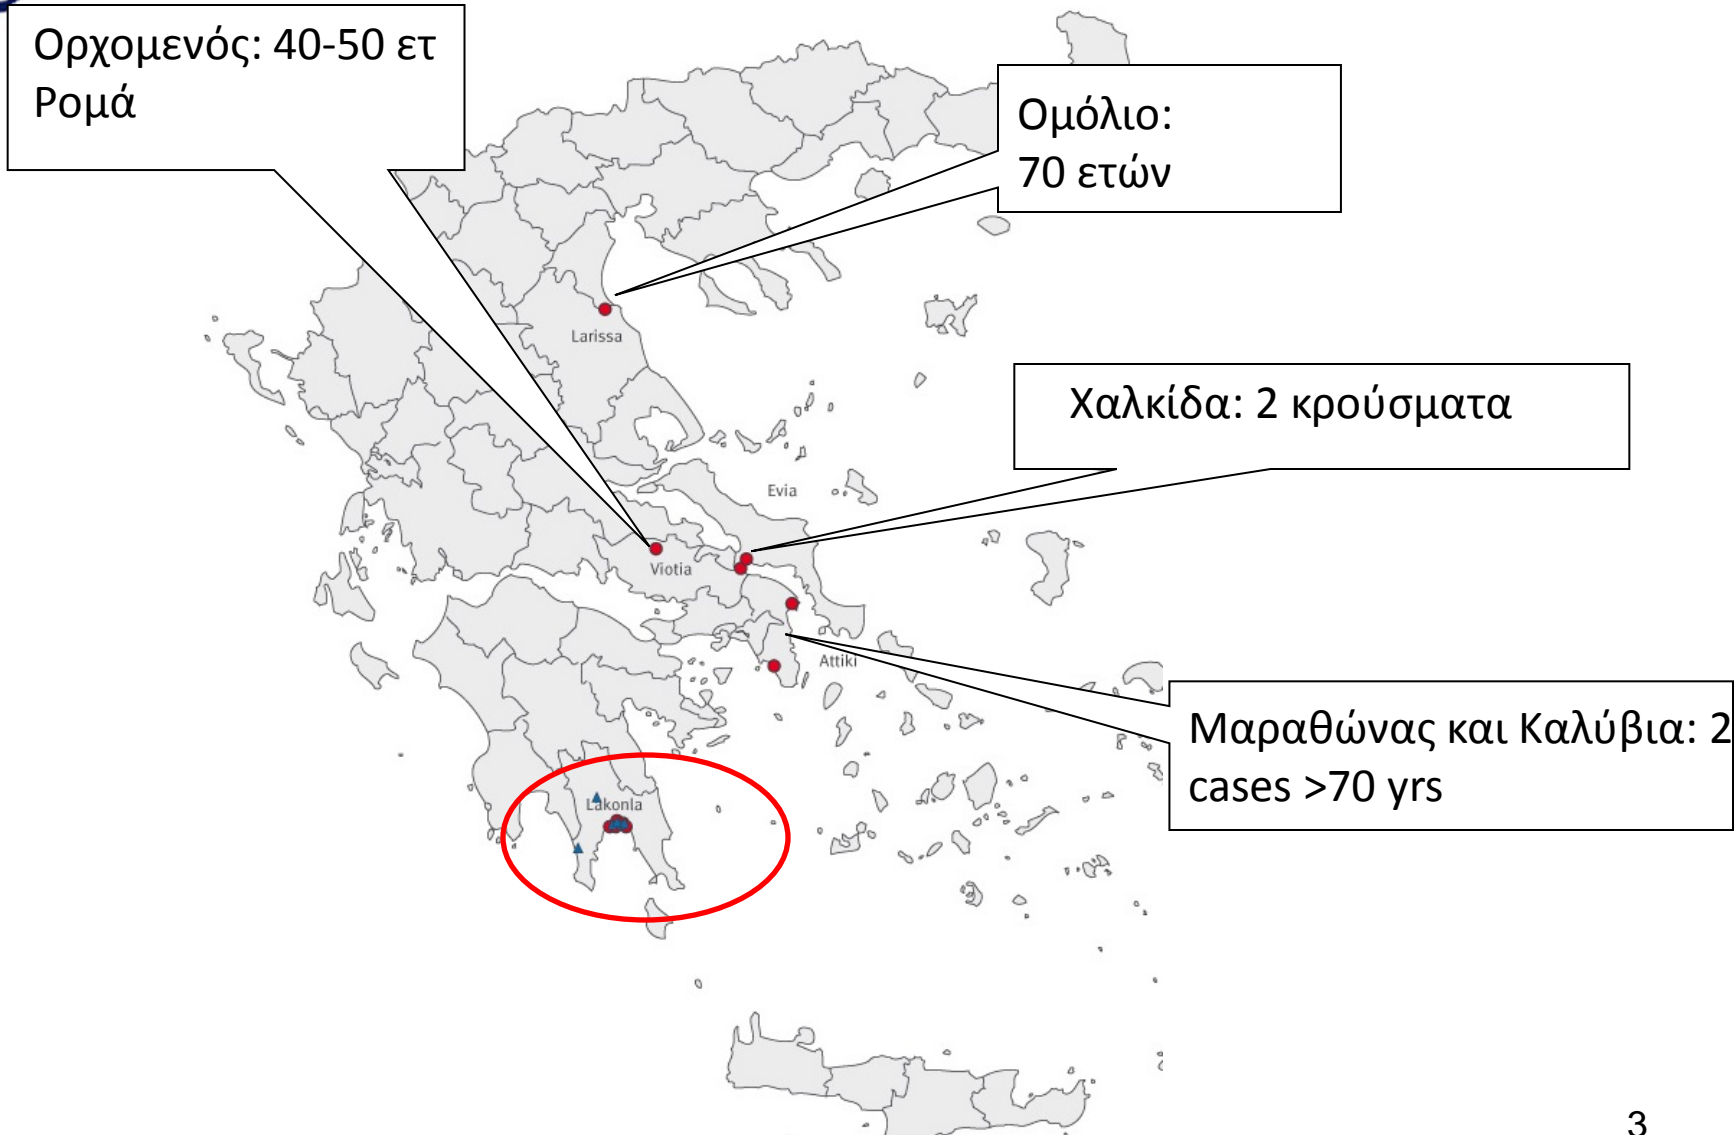 Ορχομενός: 40-50 ετ
Ρομά
Ομόλιο:
70 ετών
Larissa
Χαλκίδα: 2 κρούσματα
Evia
Viotia
Attiki
Μαραθώνας και Καλύβια: 2
cases >70 yrs
Lakonla
3